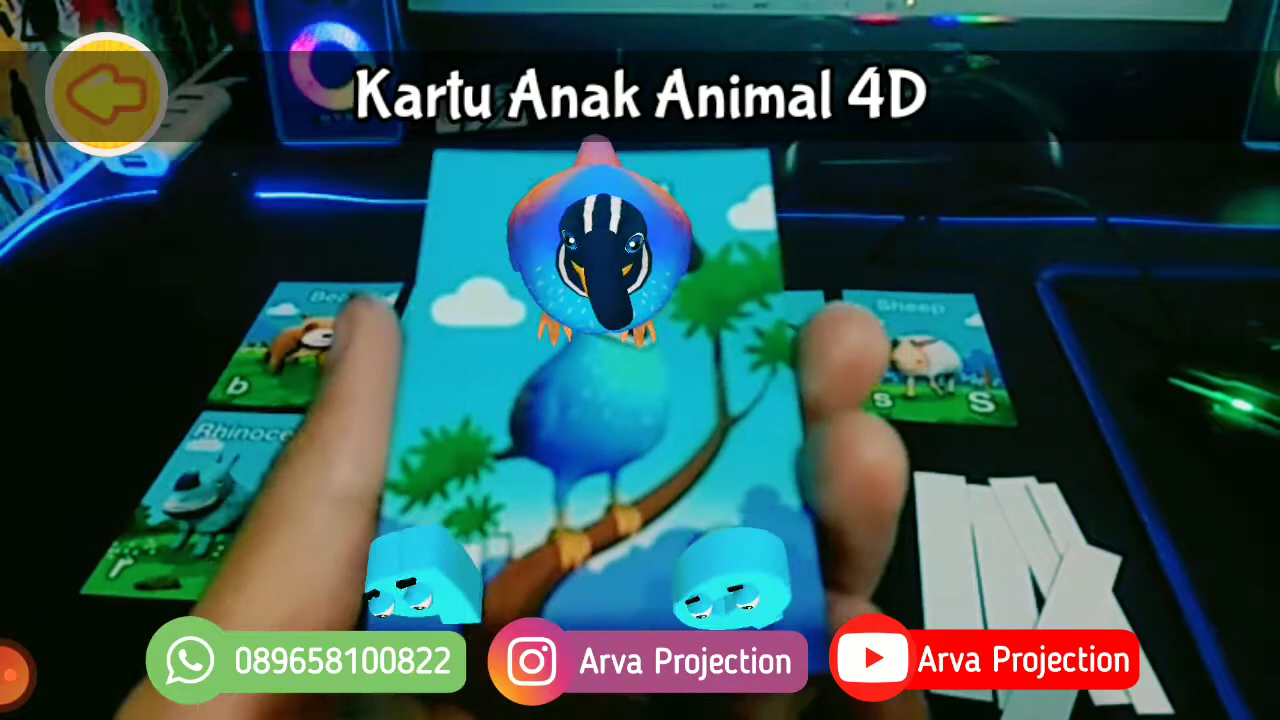 Kartu Anak Animal 4D
Sheep
b
s S
r
089658100822
Arva Projection
Arva Projection